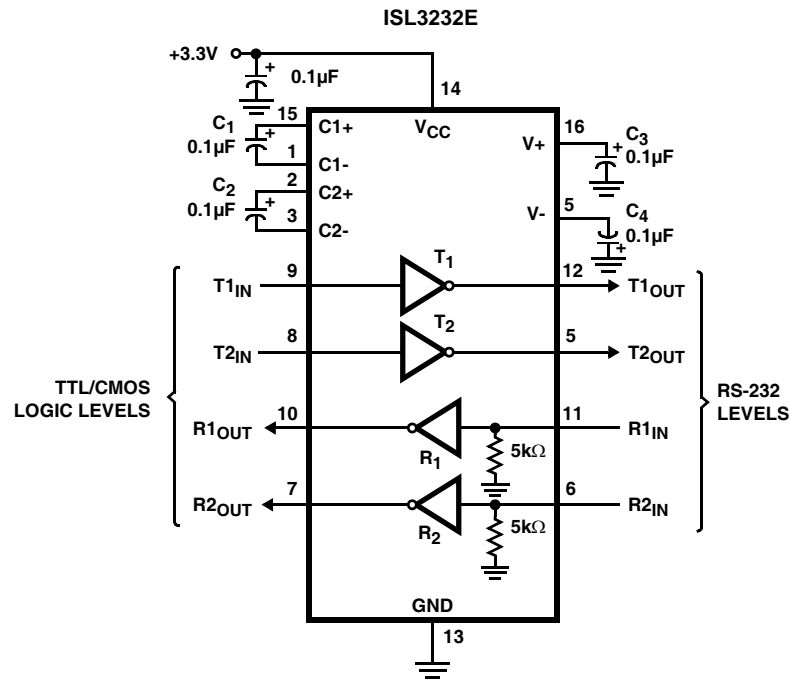 ISL3232E
+3.3V
+
0.1µF
14
15
C1
+
0.1µF
C1+
VCC
16
V+
C3
+
0.1µF
1
C1-
2
C2
+
0.1µF
C2+
3
C2-
5
V-
C4
0.1µF
+
T1IN
9
T1
12
T1OUT
T2IN
8
T2
5
T2OUT
TTL/CMOS
LOGIC LEVELS
RS-232
LEVELS
R1OUT
10
R1
5kΩ
11
R1IN
R2OUT
7
R2
5kΩ
6
R2IN
GND
13